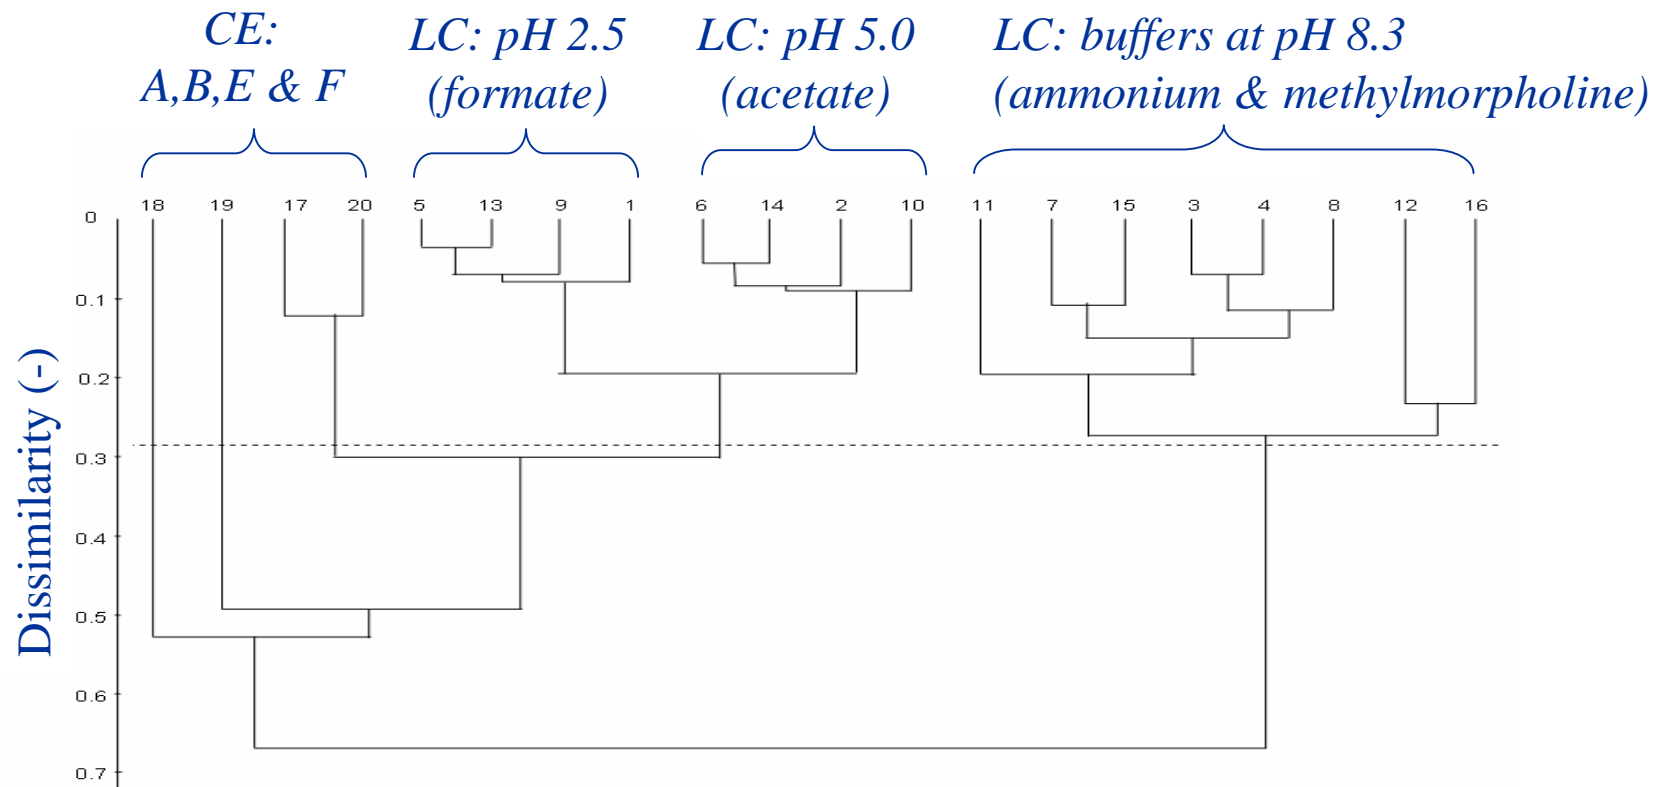 CE:
A,B,E & F
LC: pH 2.5
(formate)
LC: pH 5.0
(acetate)
LC: buffers at pH 8.3
(ammonium & methylmorpholine)
18 19 17 20 5 13 9 1 6 14 2 10 11 7 15 3 4 8 12 16
0
0.1
0.2
0.3
0.4
0.5
0.6
0.7
Dissimilarity (-)